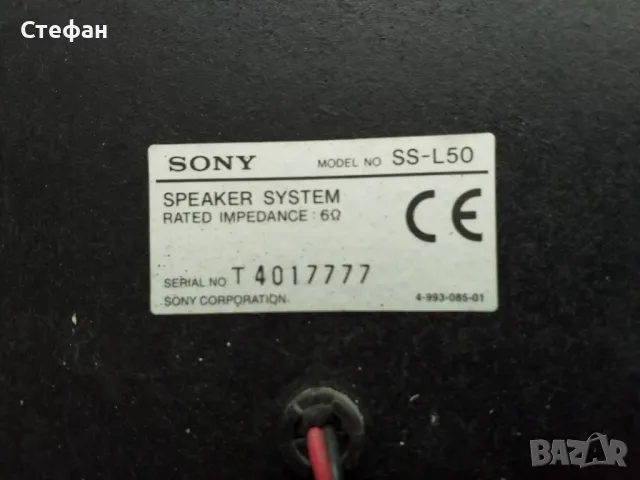 Стефан
SONY MODEL NO SS-L50
SPEAKER SYSTEM
RATED IMPEDANCE : 6Ω
CE
SERIAL NO T 4017777
SONY CORPORATION. 4-993-085-01
BAZAR